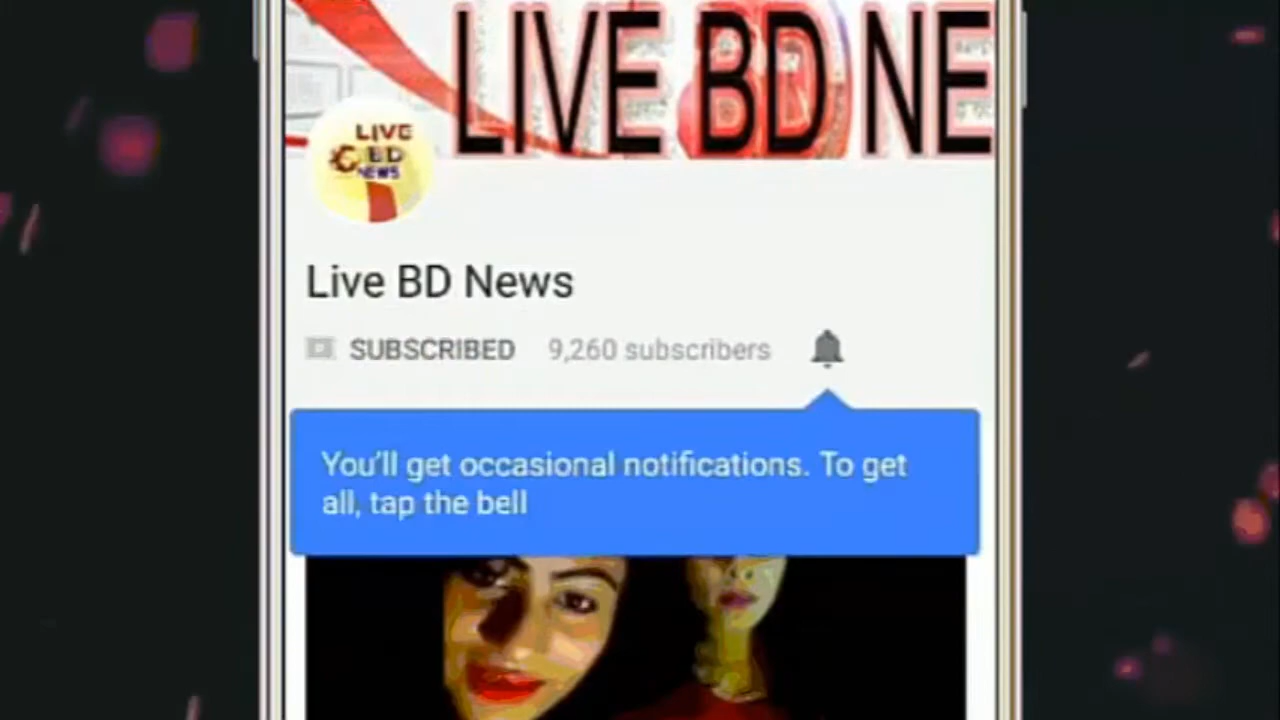 LIVE BD NE
LIVE
BD
NEWS
Live BD News
SUBSCRIBED 9,260 subscribers
You'll get occasional notifications. To get
all, tap the bell